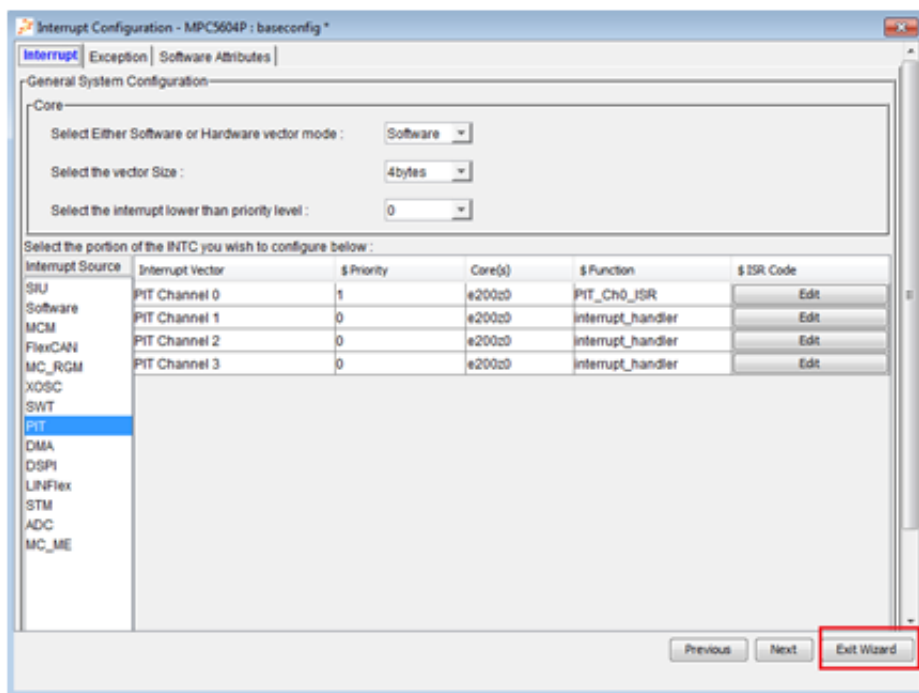 Interrupt Configuration - MPC5604P : baseconfig *
Interrupt Exception Software Attributes
General System Configuration
Core
Select Either Software or Hardware vector mode : Software
Select the vector Size : 4bytes
Select the interrupt lower than priority level : 0
Select the portion of the INTC you wish to configure below :
Interrupt Source Interrupt Vector $ Priority Core(s) $ Function $ ISR Code
SIU
PIT Channel 0 1 e200z0 PIT_Ch0_ISR Edit
Software
PIT Channel 1 0 e200z0 interrupt_handler Edit
MCM
FlexCAN
PIT Channel 2 0 e200z0 interrupt_handler Edit
MC_RGM
PIT Channel 3 0 e200z0 interrupt_handler Edit
XOSC
SWT
PIT
DMA
DSPI
LINFlex
STM
ADC
MC_ME
Previous Next Exit Wizard